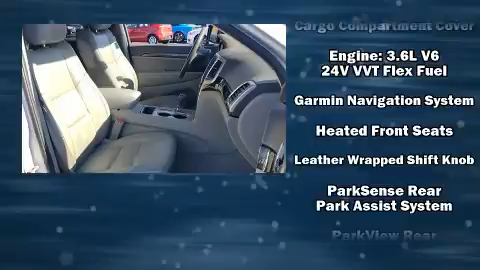 Cargo Compartment Cover
Engine: 3.6L V6
24V VVT Flex Fuel
Garmin Navigation System
Heated Front Seats
Leather Wrapped Shift Knob
ParkSense Rear
Park Assist System
ParkView Rear